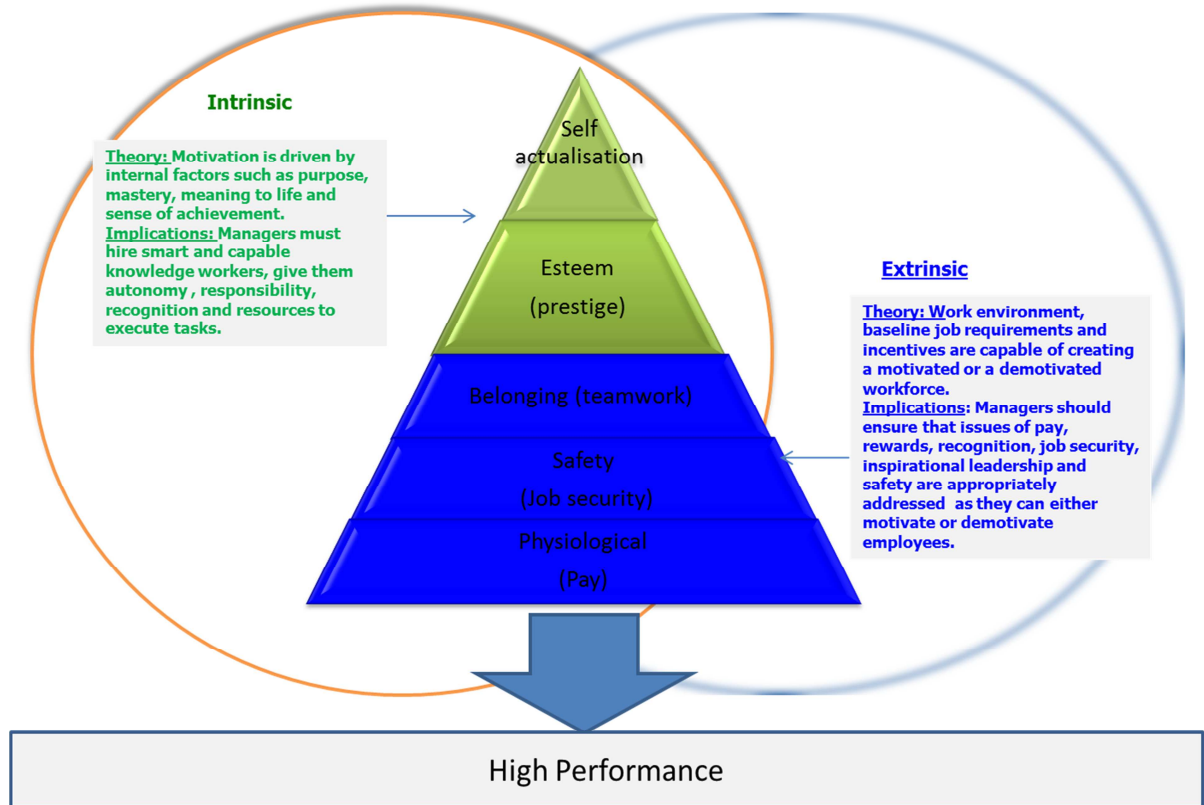 Intrinsic
Theory: Motivation is driven by
internal factors such as purpose,
mastery, meaning to life and
sense of achievement.
Implications: Managers must
hire smart and capable
knowledge workers, give them
autonomy , responsibility,
recognition and resources to
execute tasks.
Self
actualisation
Esteem
(prestige)
Belonging (teamwork)
Safety
(Job security)
Physiological
(Pay)
Extrinsic
Theory: Work environment,
baseline job requirements and
incentives are capable of creating
a motivated or a demotivated
workforce.
Implications: Managers should
ensure that issues of pay,
rewards, recognition, job security,
inspirational leadership and
safety are appropriately
addressed  as they can either
motivate or demotivate
employees.
High Performance